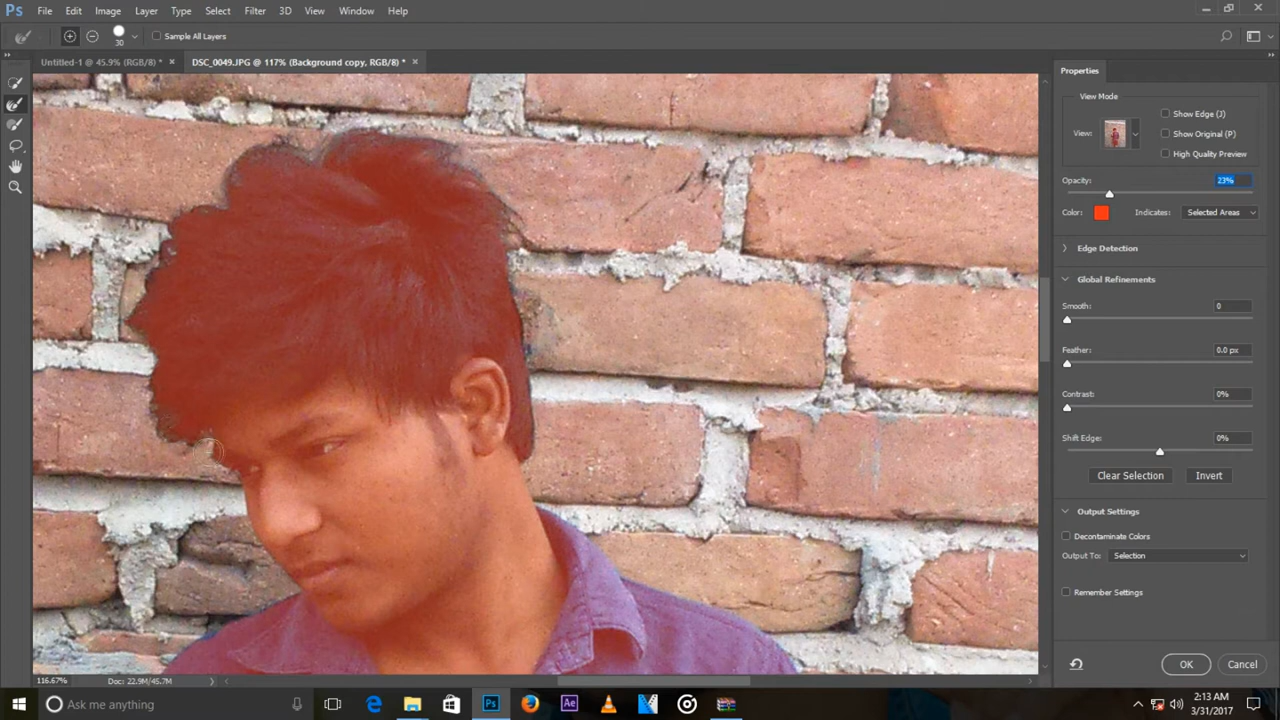 Ps File Edit Image Layer Type Select Filter 3D View Window Help
30 Sample All Layers
Untitled-1 @ 45.9% (RGB/8) * × DSC_0049.JPG @ 117% (Background copy, RGB/8) * ×
Properties
View Mode
Show Edge (J)
View:
Show Original (P)
High Quality Preview
Opacity: 23%
Color: Indicates: Selected Areas
Edge Detection
Global Refinements
Smooth: 0
Feather: 0.0 px
Contrast: 0%
Shift Edge: 0%
Clear Selection Invert
Output Settings
Decontaminate Colors
Output To: Selection
Remember Settings
OK Cancel
116.67% Doc: 22.9M/45.7M
Ask me anything
Ps
Ae
2:13 AM
3/31/2017